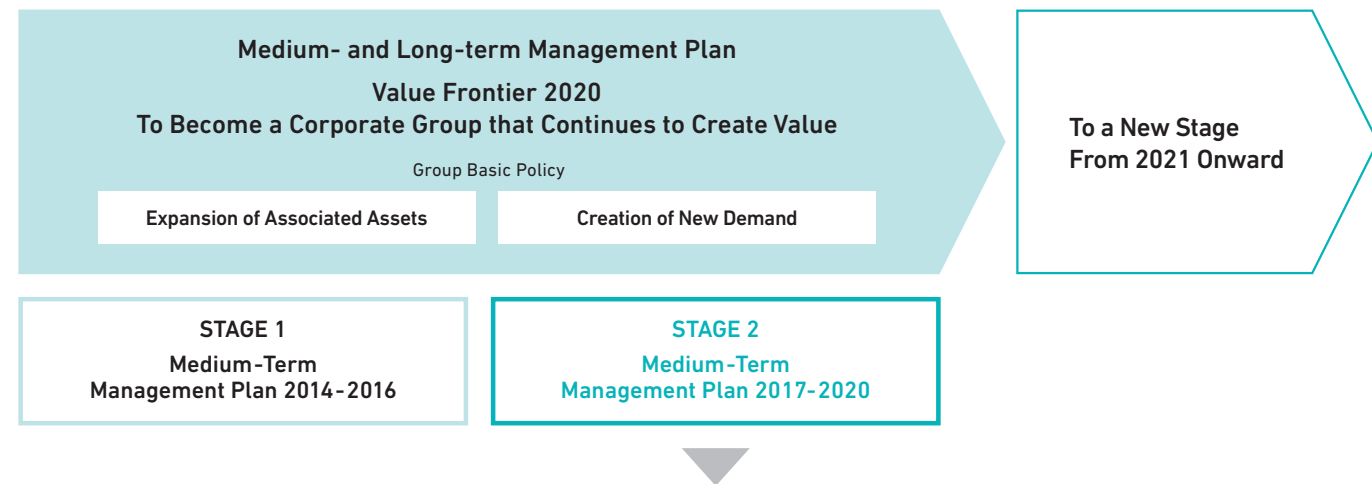 Medium- and Long-term Management Plan
Value Frontier 2020
To Become a Corporate Group that Continues to Create Value
Group Basic Policy
Expansion of Associated Assets
Creation of New Demand
To a New Stage
From 2021 Onward
STAGE 1
Medium-Term
Management Plan 2014-2016
STAGE 2
Medium-Term
Management Plan 2017-2020